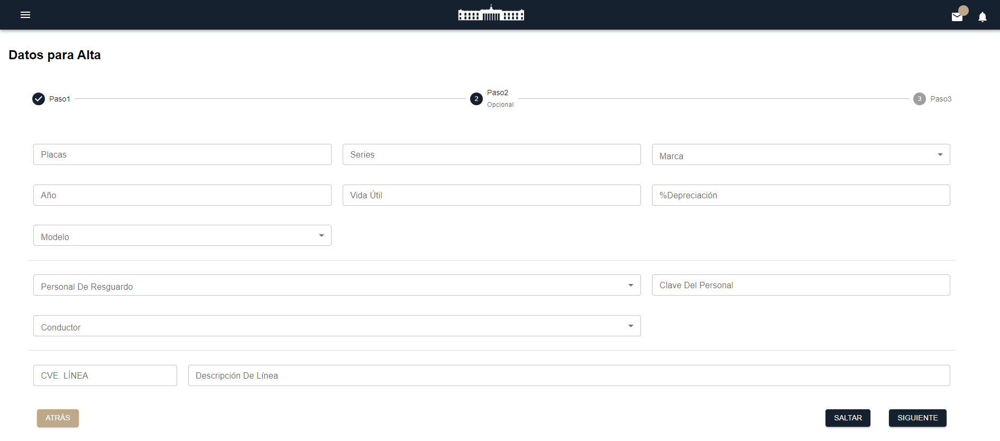 Datos para Alta
Paso1
2 Paso2
Opcional
3 Paso3
Placas Series Marca
Año Vida Útil %Depreciación
Modelo
Personal De Resguardo Clave Del Personal
Conductor
CVE. LÍNEA Descripción De Línea
ATRÁS SALTAR SIGUIENTE